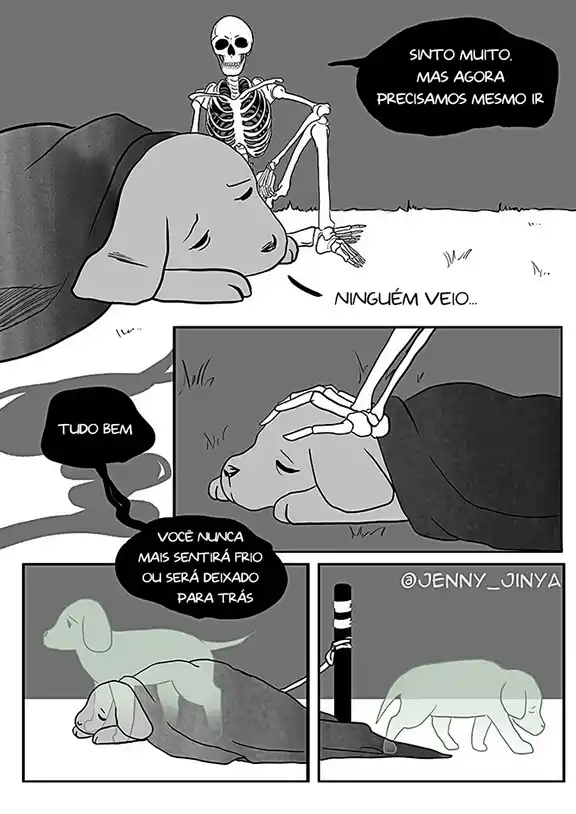 SINTO MUITO,
MAS AGORA
PRECISAMOS MESMO IR
NINGUÉM VEIO...
TUDO BEM
VOCÊ NUNCA
MAIS SENTIRÁ FRIO
OU SERÁ DEIXADO
PARA TRÁS
@JENNY_JINYA